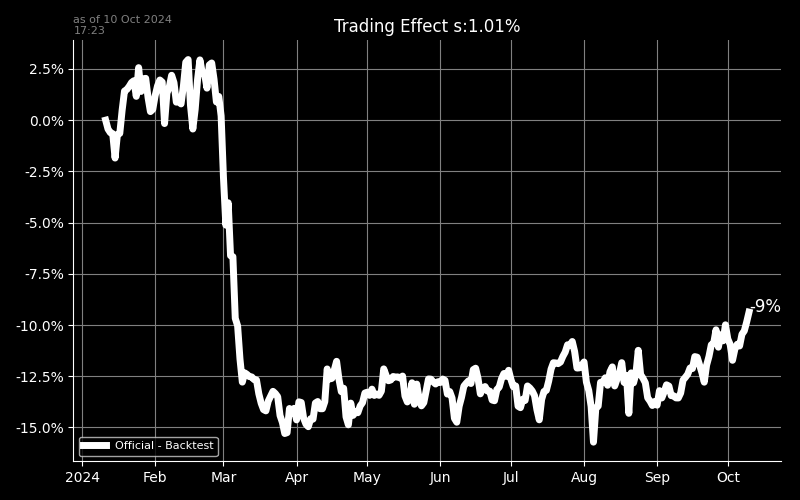 as of 10 Oct 2024
17:23
Trading Effect s:1.01%
2.5%
0.0%
-2.5%
-5.0%
-7.5%
-10.0%
-12.5%
-15.0%
-9%
Official - Backtest
2024 Feb Mar Apr May Jun Jul Aug Sep Oct